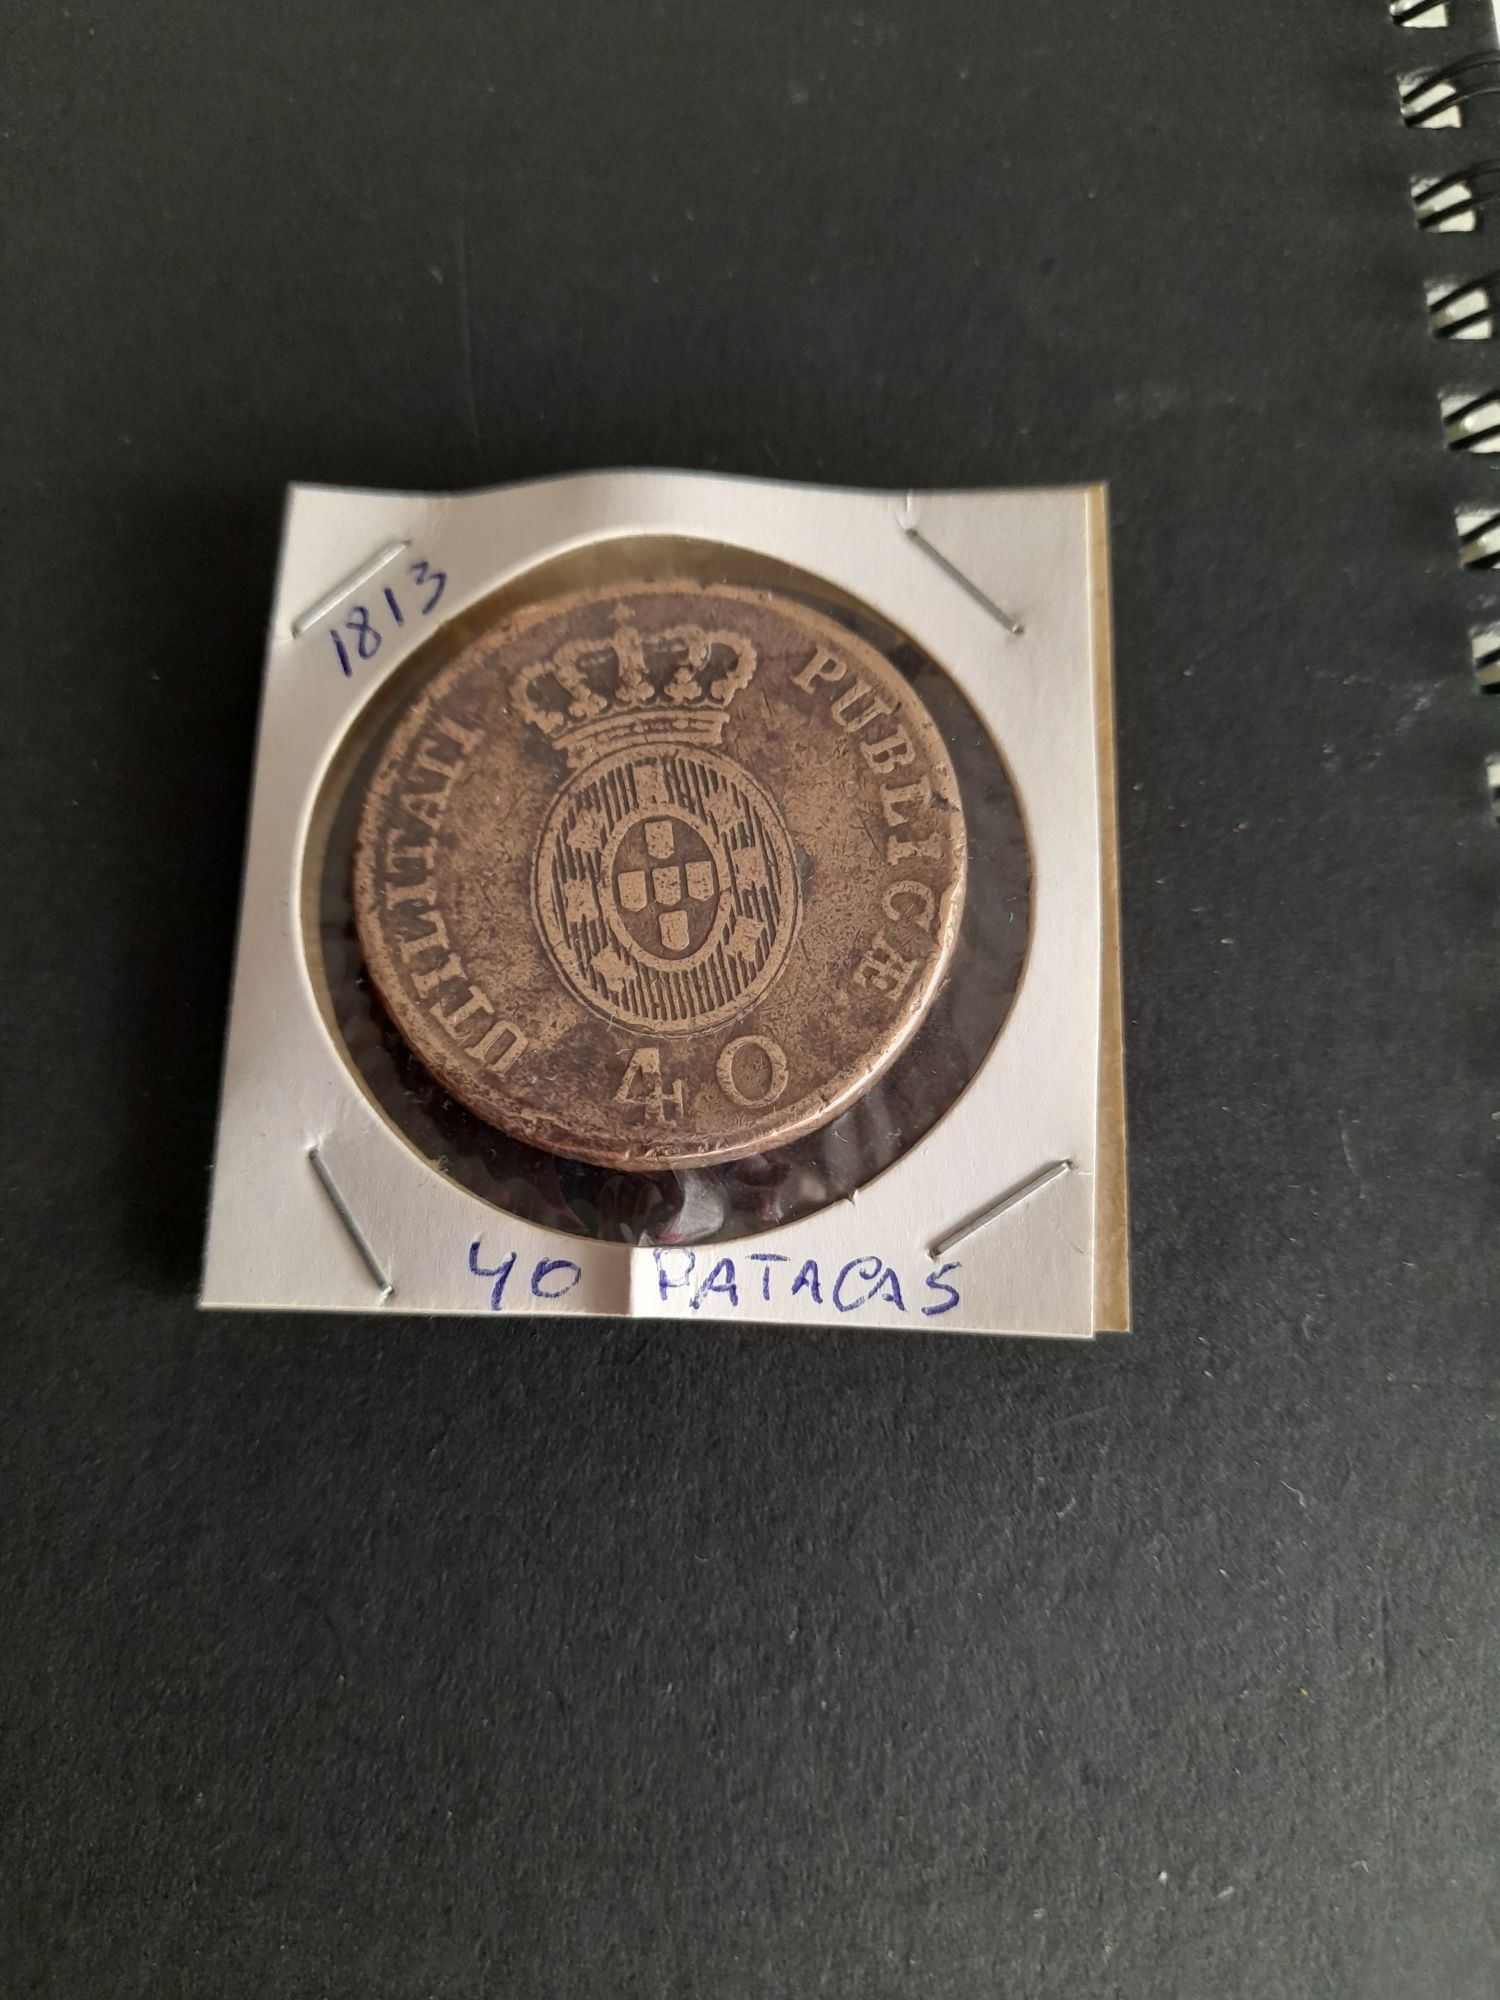 1813
UTILITATI PUBLICÆ
40
40 PATACAS